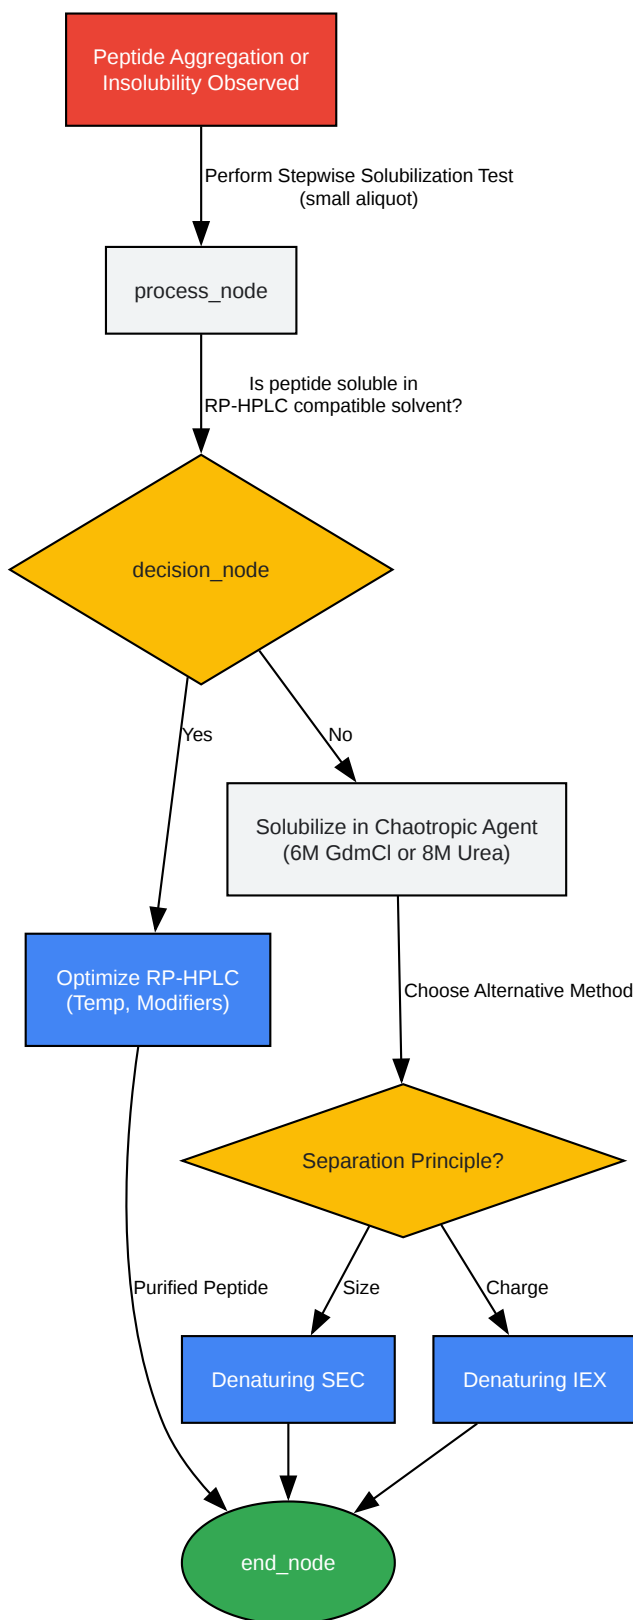 Peptide Aggregation or
Insolubility Observed
Perform Stepwise Solubilization Test
(small aliquot)
process_node
Is peptide soluble in
RP-HPLC compatible solvent?
decision_node
Yes
No
Solubilize in Chaotropic Agent
(6M GdmCl or 8M Urea)
Optimize RP-HPLC
(Temp, Modifiers)
Choose Alternative Method
Separation Principle?
Purified Peptide
Size
Charge
Denaturing SEC
Denaturing IEX
end_node